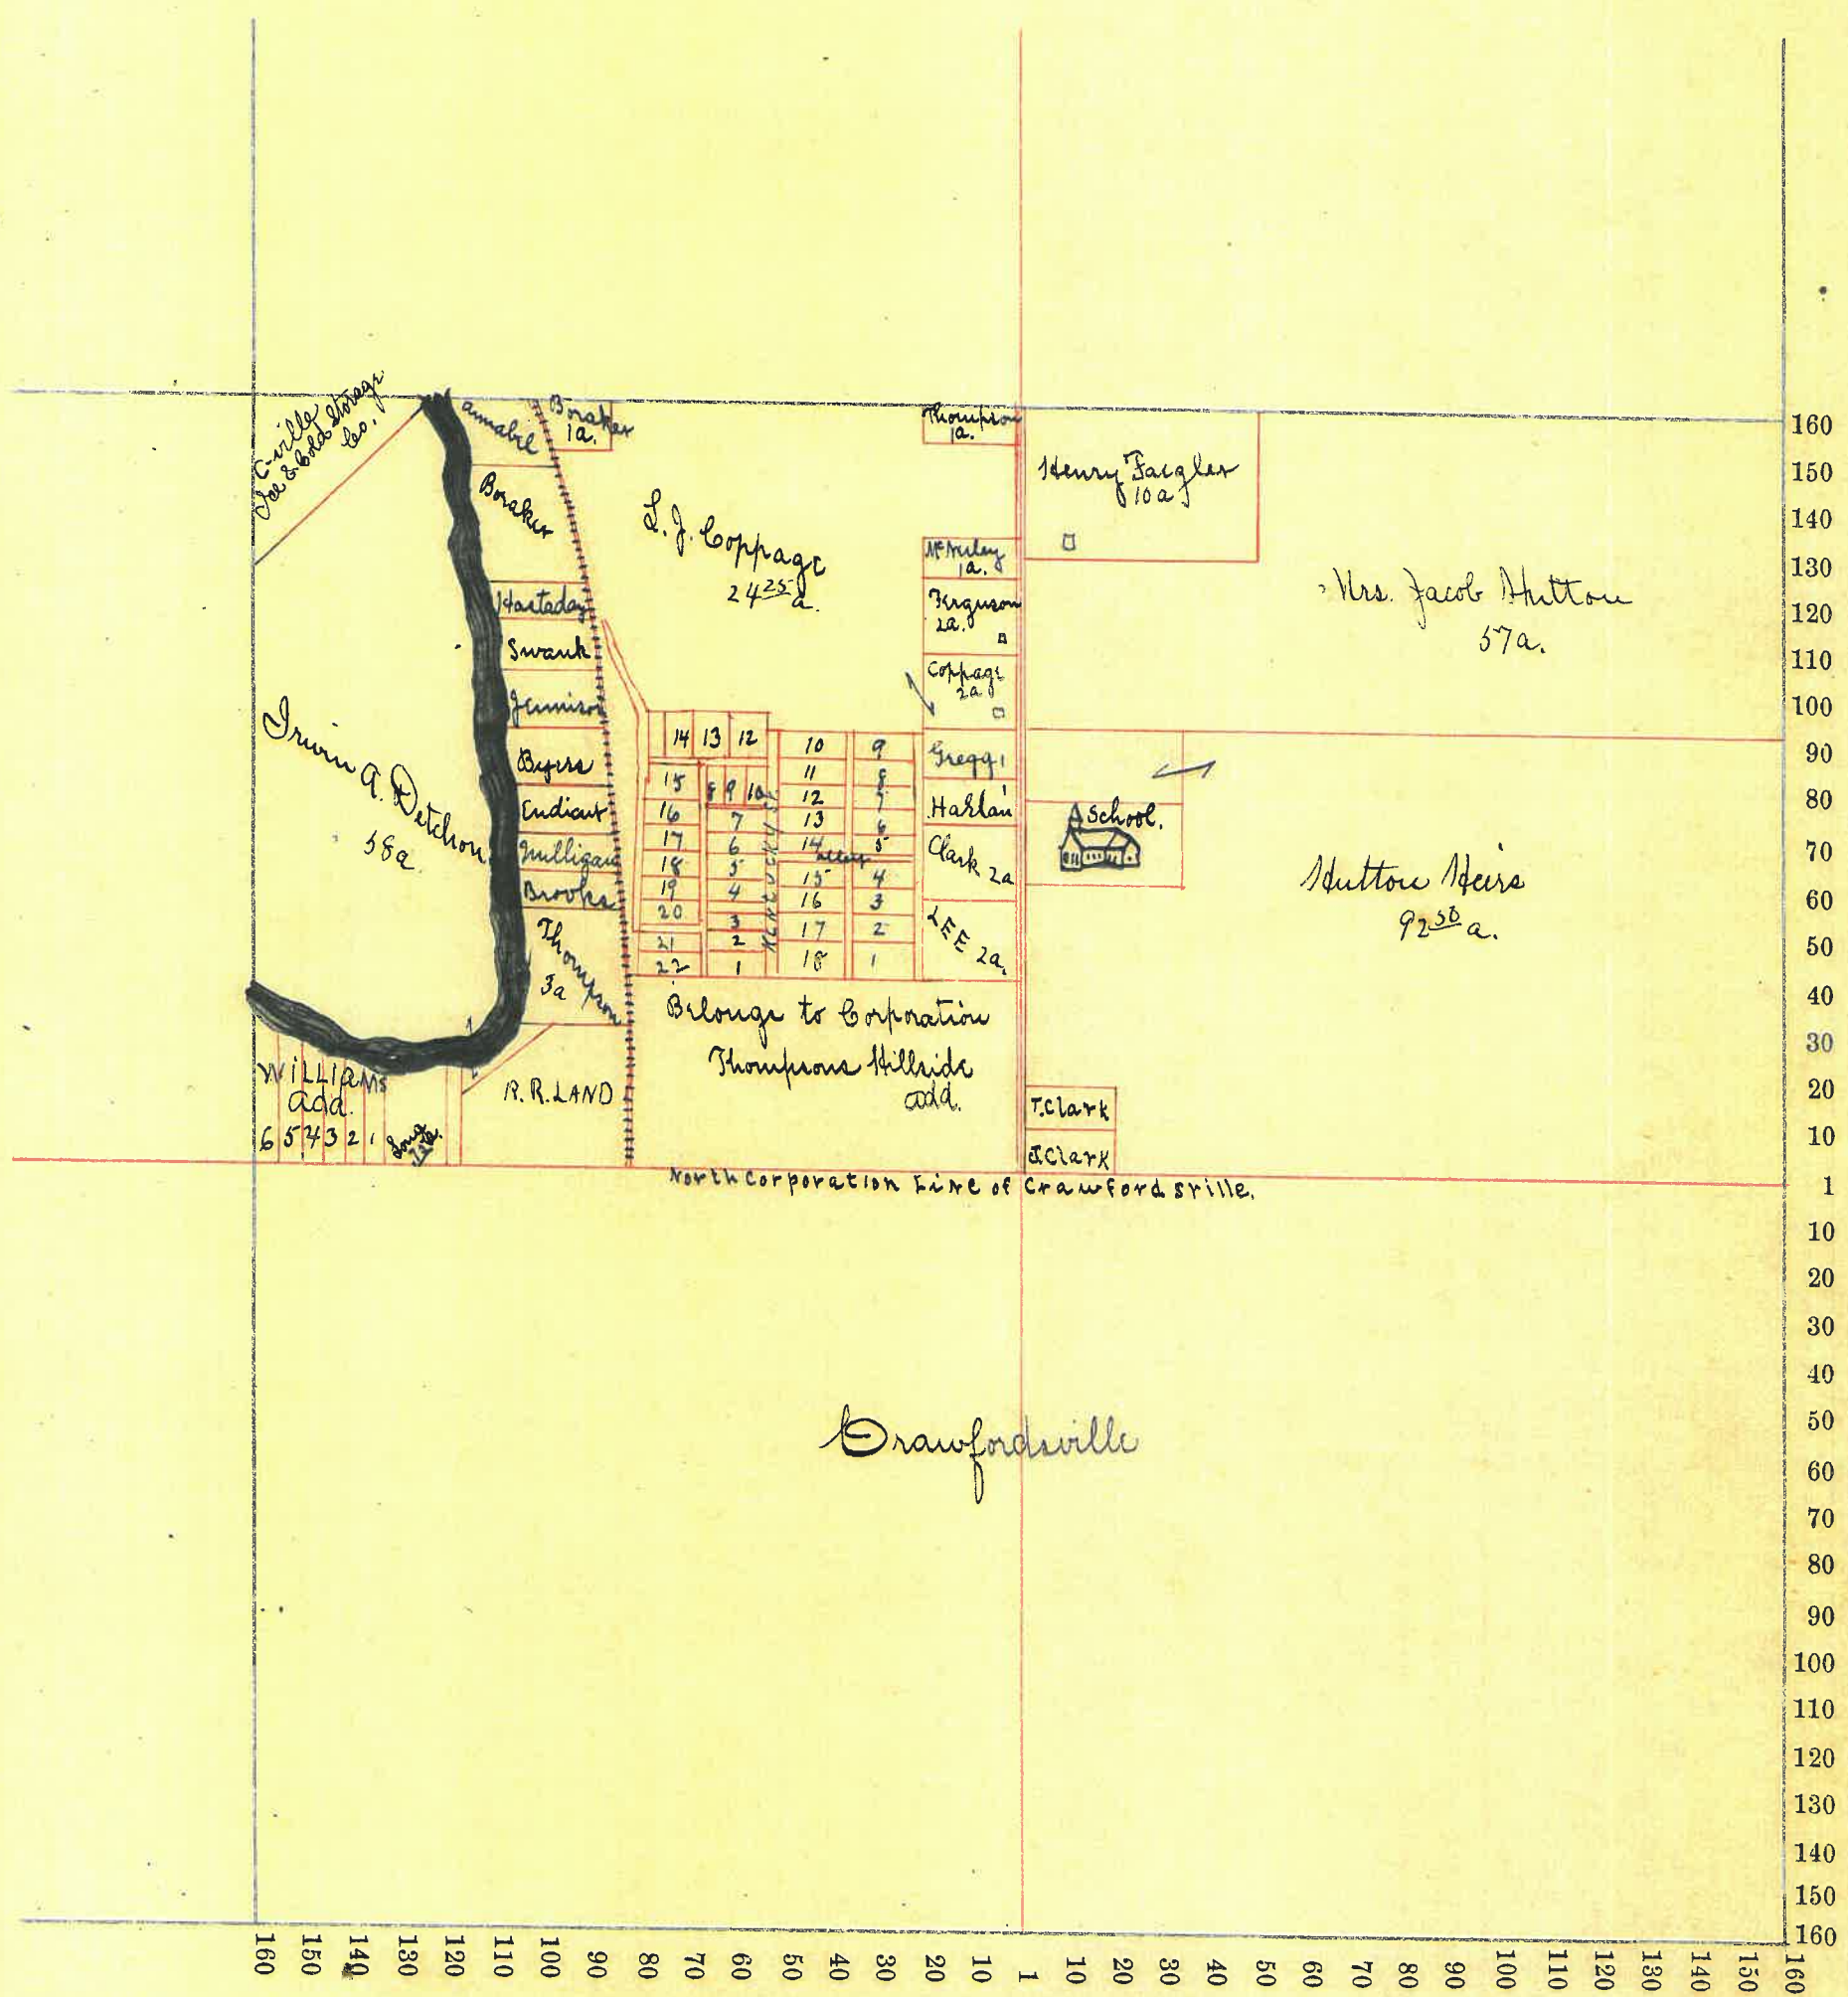 C-ville
Ice & Cold Storage
Co.
Annabel
Boraker
1a.
Boraker
Hastaday
Swank
Jennison
Byers
Endicut
Milligan
Brooks
Thompson
3a
Irwin A. Detchon
58a
L. J. Coppage
24 25 a.
Thompson
1a.
McAuley
1a.
Ferguson
2a.
Coppage
2a
Gregg
Harlan
Clark 2a
LEE 2a.
Henry Faegler
10a
Mrs. Jacob Hutton
57a.
School.
Hutton Heirs
92 50 a.
14 13 12
15
16
17
18
19
20
21
22
8 9 10
7
6
5
4
3
2
1
10
11
12
13
14
Alley
15
16
17
18
9
8
7
6
5
4
3
2
1
Belongs to Corporation
Thompsons Hillside
add.
WILLIAMS
add.
6 5 4 3 2 1
Long
R.R. LAND
T. Clark
J. Clark
North Corporation Line of Crawfordsville.
Crawfordsville
160
150
140
130
120
110
100
90
80
70
60
50
40
30
20
10
1
10
20
30
40
50
60
70
80
90
100
110
120
130
140
150
160
160 150 140 130 120 110 100 90 80 70 60 50 40 30 20 10 1 10 20 30 40 50 60 70 80 90 100 110 120 130 140 150 160